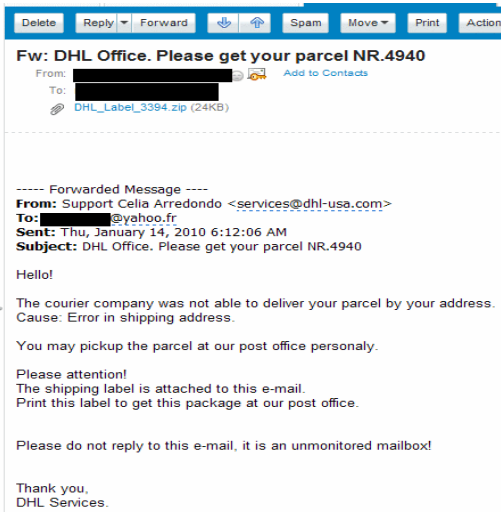 Delete Reply Forward Spam Move Print Action
Fw: DHL Office. Please get your parcel NR.4940
From: Add to Contacts
To:
DHL_Label_3394.zip (24KB)
----- Forwarded Message ----
From: Support Celia Arredondo <services@dhl-usa.com>
To: @yahoo.fr
Sent: Thu, January 14, 2010 6:12:06 AM
Subject: DHL Office. Please get your parcel NR.4940
Hello!
The courier company was not able to deliver your parcel by your address.
Cause: Error in shipping address.
You may pickup the parcel at our post office personaly.
Please attention!
The shipping label is attached to this e-mail.
Print this label to get this package at our post office.
Please do not reply to this e-mail, it is an unmonitored mailbox!
Thank you,
DHL Services.